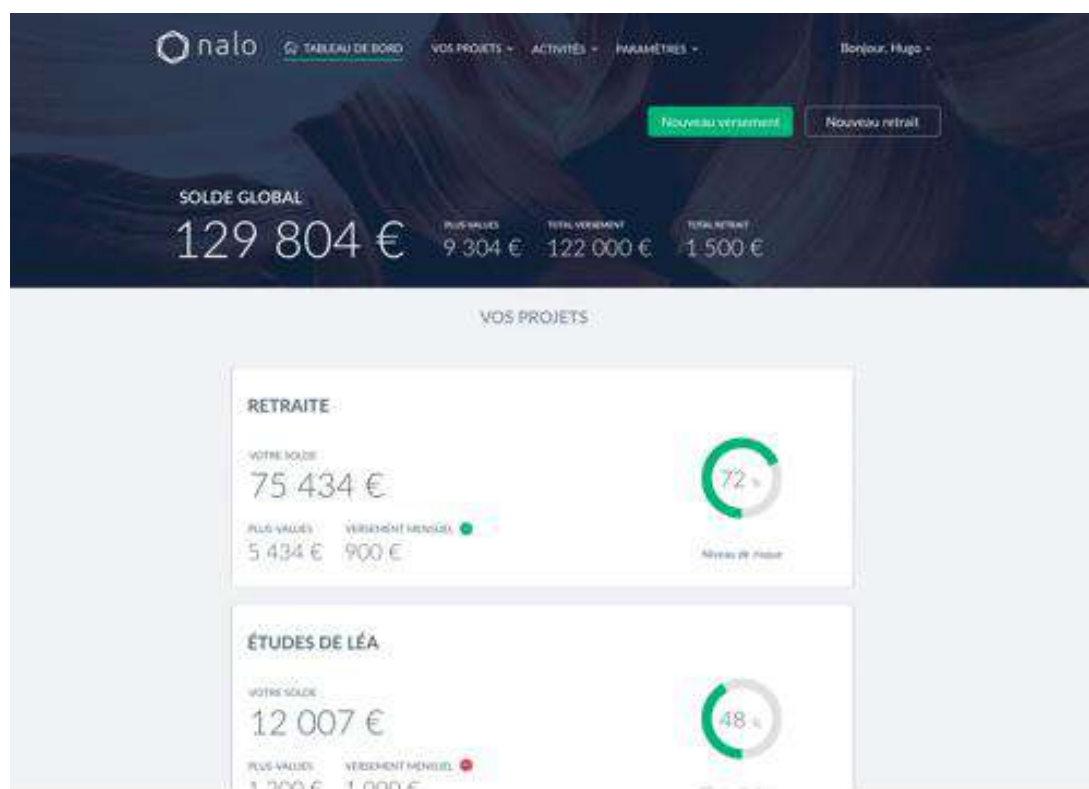 nalo TABLEAU DE BORD VOS PROJETS ACTIVITÉS PARAMÈTRES Bonjour, Hugo
Nouveau versement Nouveau retrait
SOLDE GLOBAL
PLUS-VALUES TOTAL VERSEMENT TOTAL RETRAIT
129 804 € 9 304 € 122 000 € 1 500 €
VOS PROJETS
RETRAITE
VOTRE SOLDE
75 434 €
72 %
PLUS-VALUES VERSEMENT MENSUEL
5 434 € 900 €
Niveau de risque
ÉTUDES DE LÉA
VOTRE SOLDE
12 007 €
48 %
PLUS-VALUES VERSEMENT MENSUEL